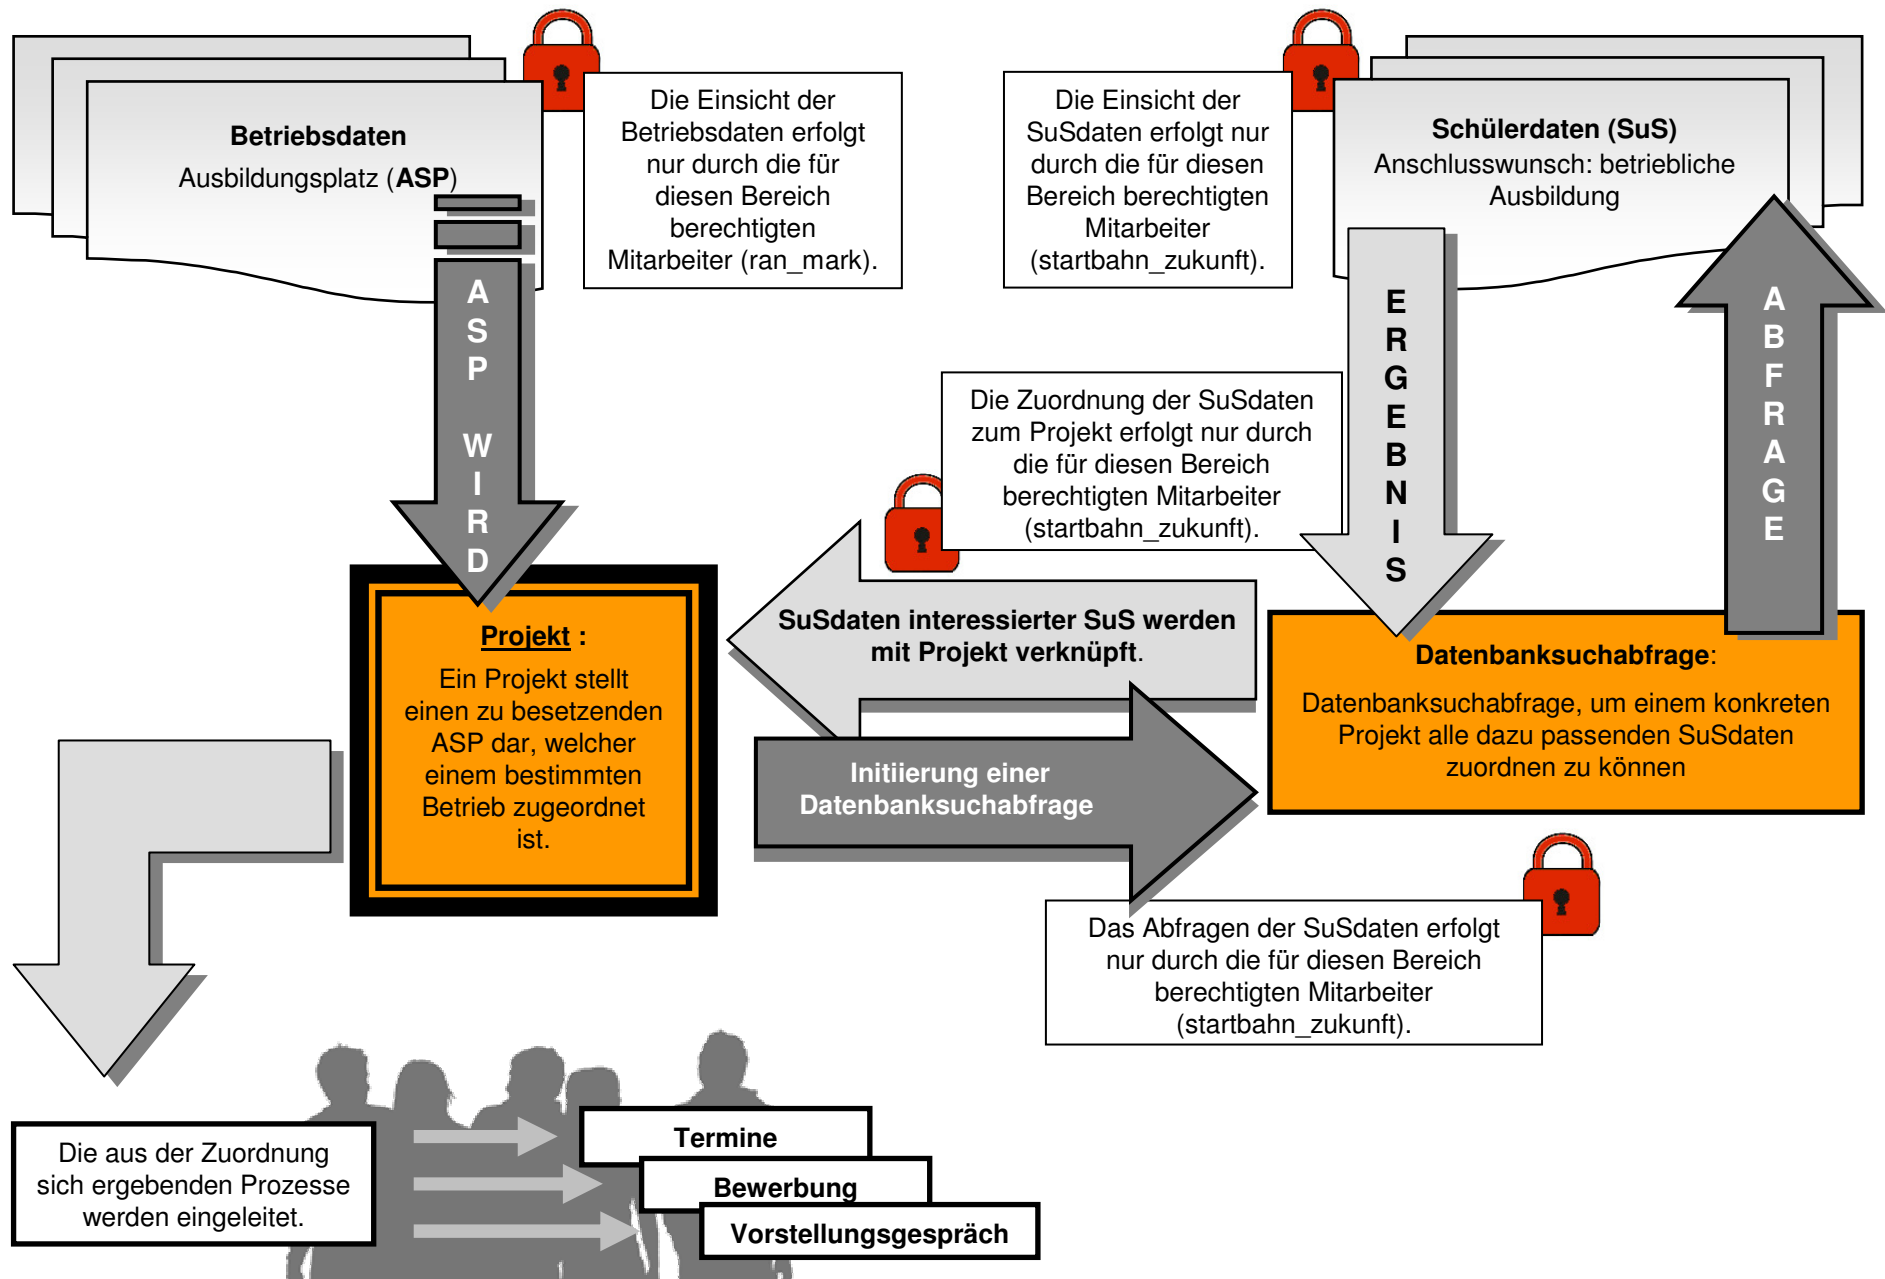 Betriebsdaten
Ausbildungsplatz (ASP)
Die Einsicht der
Betriebsdaten erfolgt
nur durch die für
diesen Bereich
berechtigten
Mitarbeiter (ran_mark).
Die Einsicht der
SuSdaten erfolgt nur
durch die für diesen
Bereich berechtigten
Mitarbeiter
(startbahn_zukunft).
Schülerdaten (SuS)
Anschlusswunsch: betriebliche
Ausbildung
ASP WIRD
ERGEBNIS
ABFRAGE
Die Zuordnung der SuSdaten
zum Projekt erfolgt nur durch
die für diesen Bereich
berechtigten Mitarbeiter
(startbahn_zukunft).
Projekt :
Ein Projekt stellt
einen zu besetzenden
ASP dar, welcher
einem bestimmten
Betrieb zugeordnet
ist.
SuSdaten interessierter SuS werden
mit Projekt verknüpft.
Initiierung einer
Datenbanksuchabfrage
Datenbanksuchabfrage:
Datenbanksuchabfrage, um einem konkreten
Projekt alle dazu passenden SuSdaten
zuordnen zu können
Das Abfragen der SuSdaten erfolgt
nur durch die für diesen Bereich
berechtigten Mitarbeiter
(startbahn_zukunft).
Die aus der Zuordnung
sich ergebenden Prozesse
werden eingeleitet.
Termine
Bewerbung
Vorstellungsgespräch